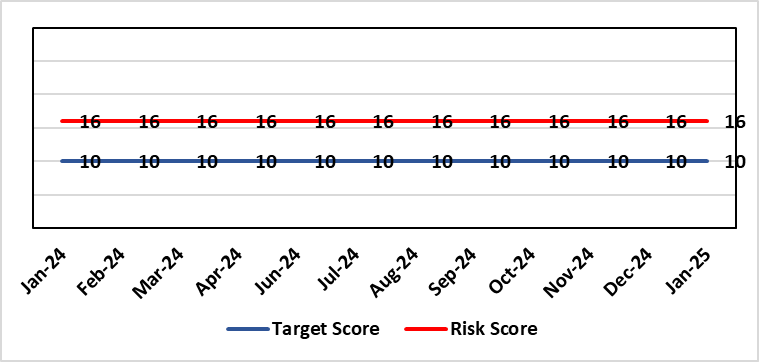 16 16 16 16 16 16 16 16 16 16 16 16
10 10 10 10 10 10 10 10 10 10 10 10
Jan-24 Feb-24 Mar-24 Apr-24 Jun-24 Jul-24 Aug-24 Sep-24 Oct-24 Nov-24 Dec-24 Jan-25
Target Score Risk Score